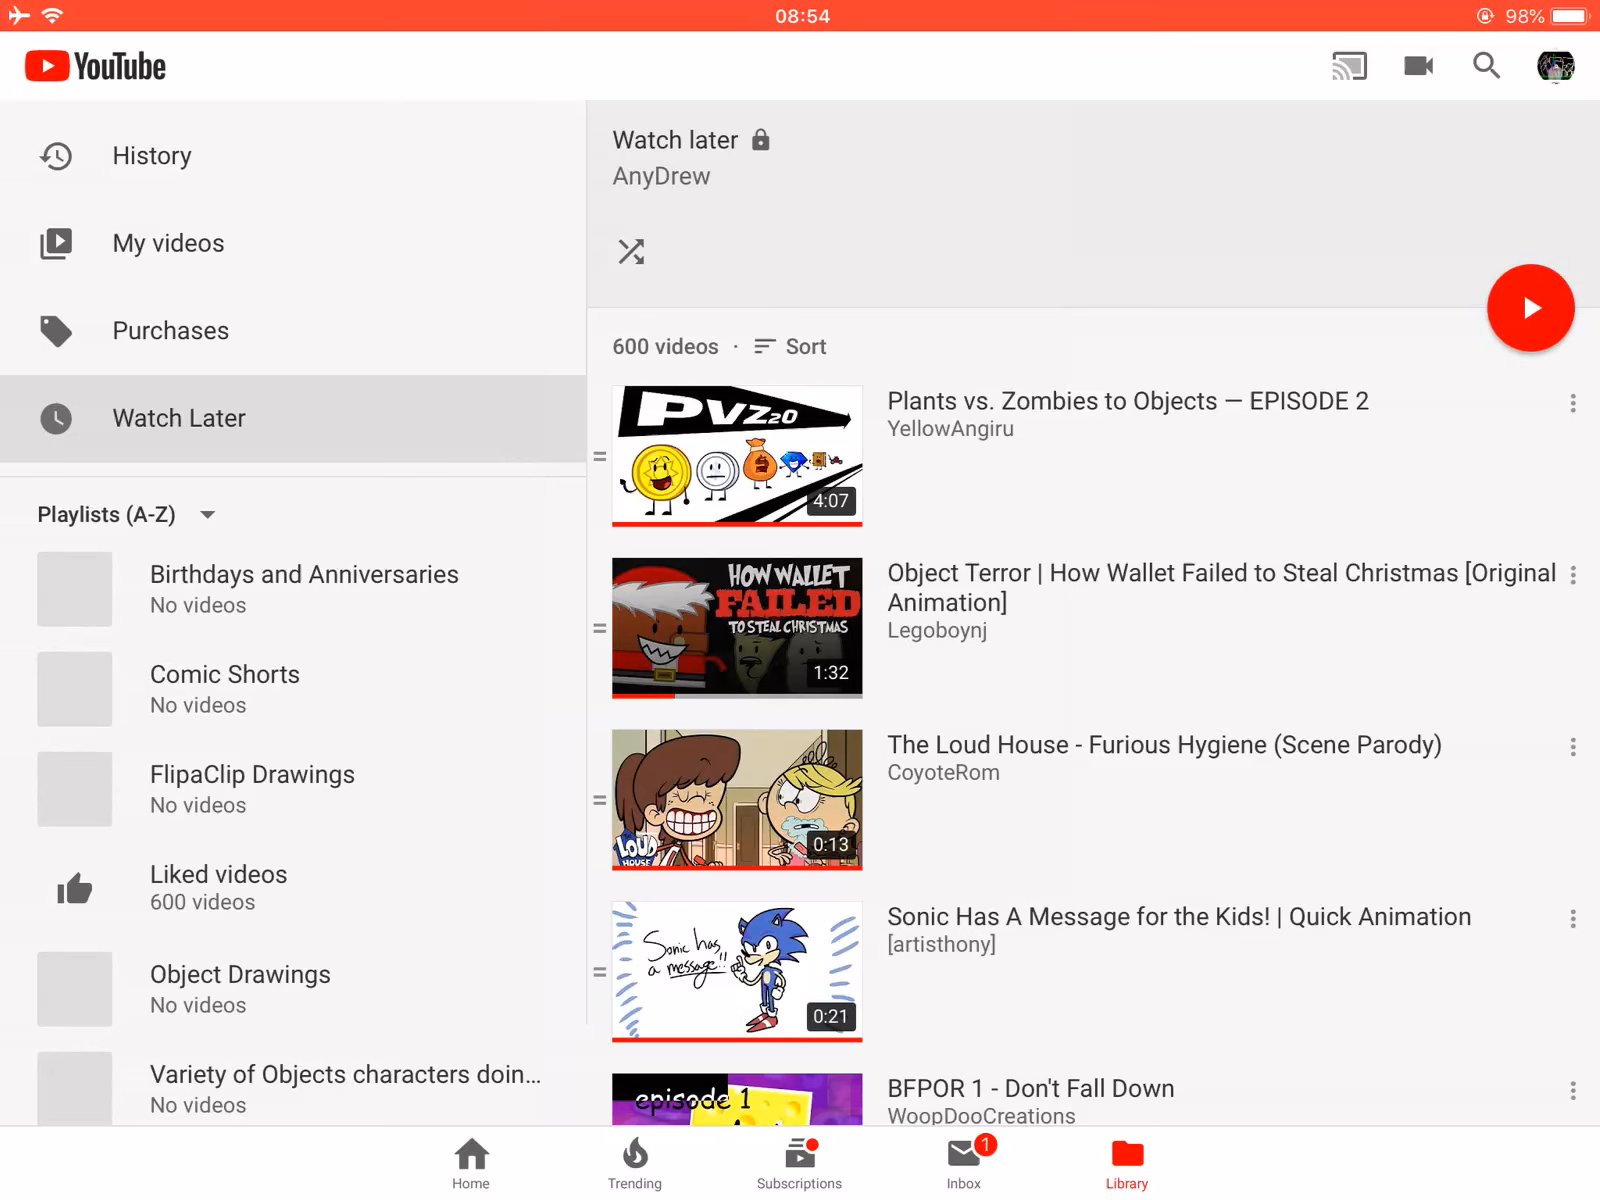 08:54
98%
YouTube
History
My videos
Purchases
Watch Later
Playlists (A-Z)
Birthdays and Anniversaries
No videos
Comic Shorts
No videos
FlipaClip Drawings
No videos
Liked videos
600 videos
Object Drawings
No videos
Variety of Objects characters doin...
No videos
Watch later
AnyDrew
600 videos · Sort
PVZ2O
4:07
Plants vs. Zombies to Objects — EPISODE 2
YellowAngiru
HOW WALLET
FAILED
TO STEAL CHRISTMAS
1:32
Object Terror | How Wallet Failed to Steal Christmas [Original
Animation]
Legoboynj
LOUD
HOUSE
0:13
The Loud House - Furious Hygiene (Scene Parody)
CoyoteRom
Sonic has
a message!!
0:21
Sonic Has A Message for the Kids! | Quick Animation
[artisthony]
episode 1
BFPOR 1 - Don't Fall Down
WoopDooCreations
Home
Trending
Subscriptions
1
Inbox
Library